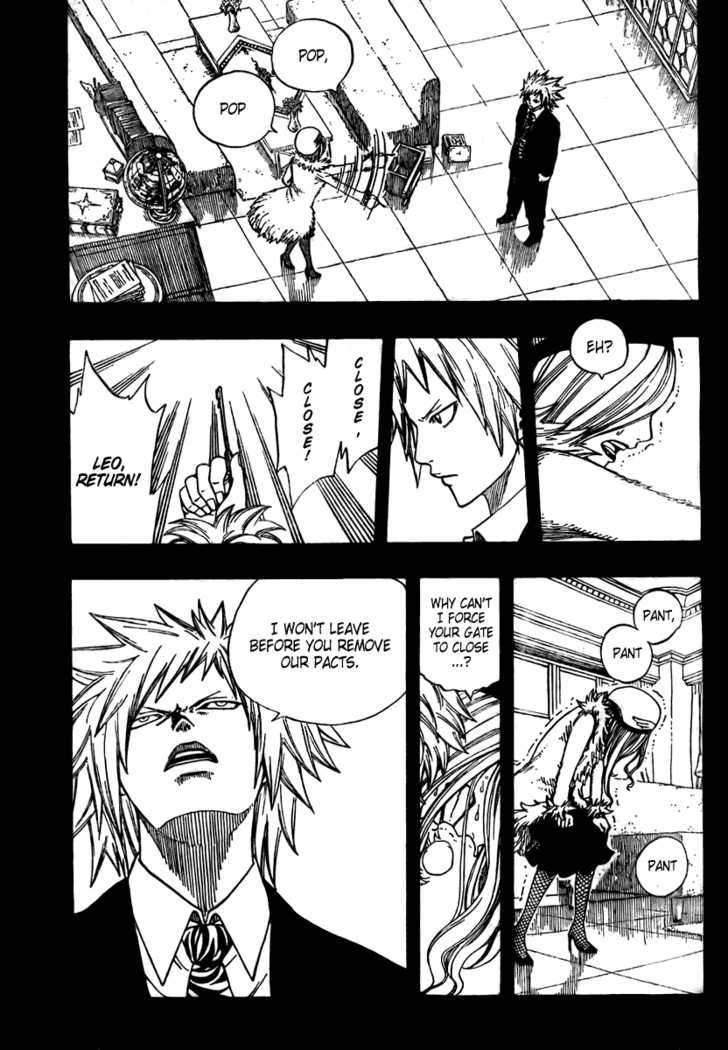 POP,
POP
EH?
CLOSE,
CLOSE!
LEO,
RETURN!
PANT,
PANT
PANT
WHY CAN'T
I FORCE
YOUR GATE
TO CLOSE
...?
I WON'T LEAVE
BEFORE YOU REMOVE
OUR PACTS.